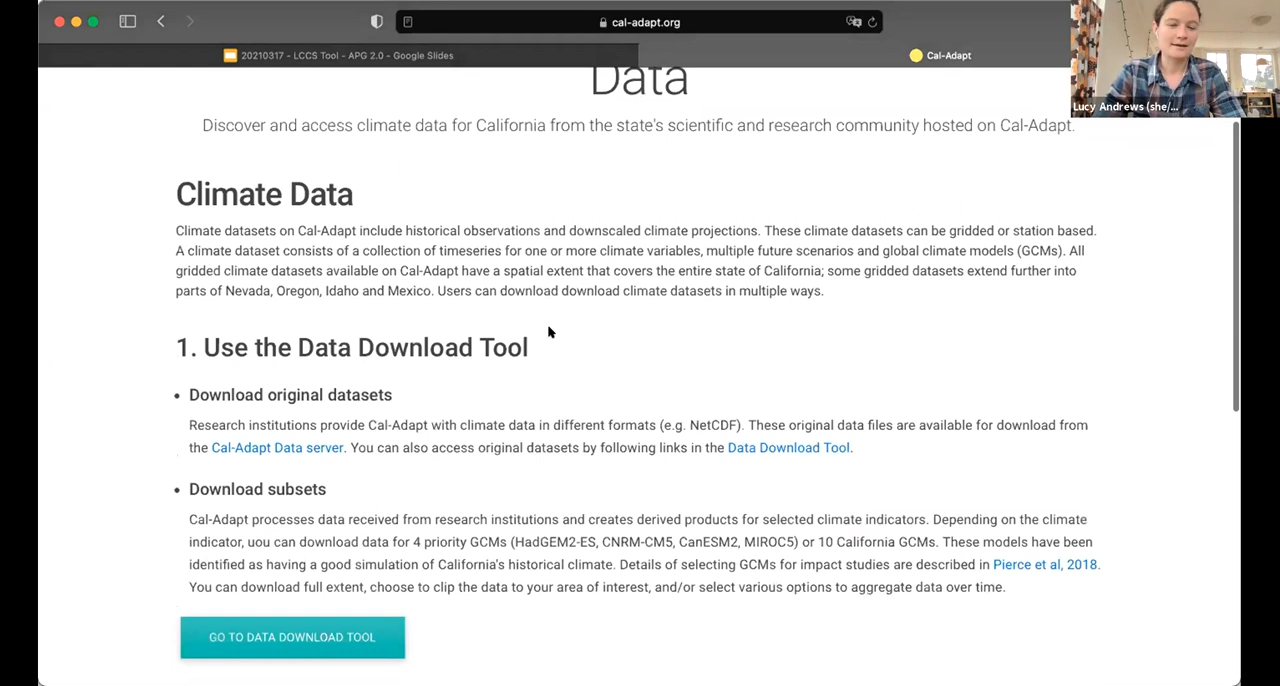 cal-adapt.org
20210317 - LCCS Tool - APG 2.0 - Google Slides
Cal-Adapt
Lucy Andrews (she/...
Data
Discover and access climate data for California from the state's scientific and research community hosted on Cal-Adapt.
Climate Data
Climate datasets on Cal-Adapt include historical observations and downscaled climate projections. These climate datasets can be gridded or station based.
A climate dataset consists of a collection of timeseries for one or more climate variables, multiple future scenarios and global climate models (GCMs). All
gridded climate datasets available on Cal-Adapt have a spatial extent that covers the entire state of California; some gridded datasets extend further into
parts of Nevada, Oregon, Idaho and Mexico. Users can download download climate datasets in multiple ways.
1. Use the Data Download Tool
• Download original datasets
Research institutions provide Cal-Adapt with climate data in different formats (e.g. NetCDF). These original data files are available for download from
the Cal-Adapt Data server. You can also access original datasets by following links in the Data Download Tool.
• Download subsets
Cal-Adapt processes data received from research institutions and creates derived products for selected climate indicators. Depending on the climate
indicator, uou can download data for 4 priority GCMs (HadGEM2-ES, CNRM-CM5, CanESM2, MIROC5) or 10 California GCMs. These models have been
identified as having a good simulation of California's historical climate. Details of selecting GCMs for impact studies are described in Pierce et al, 2018.
You can download full extent, choose to clip the data to your area of interest, and/or select various options to aggregate data over time.
GO TO DATA DOWNLOAD TOOL